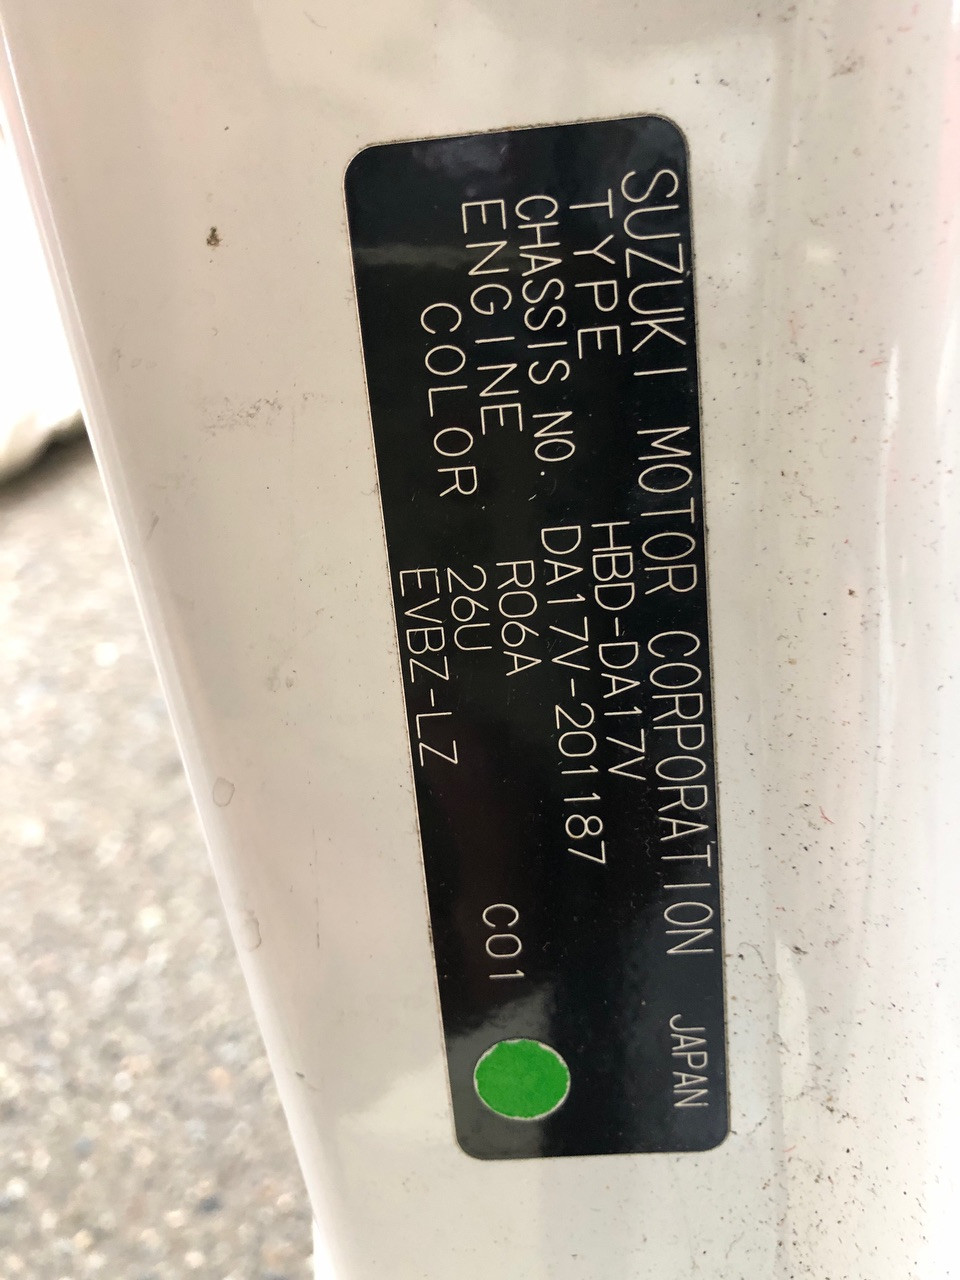 SUZUKI MOTOR CORPORATION JAPAN
TYPE HBD-DA17V
CHASSIS NO. DA17V-201187
ENGINE R06A
COLOR 26U C01
EVBZ-LZ